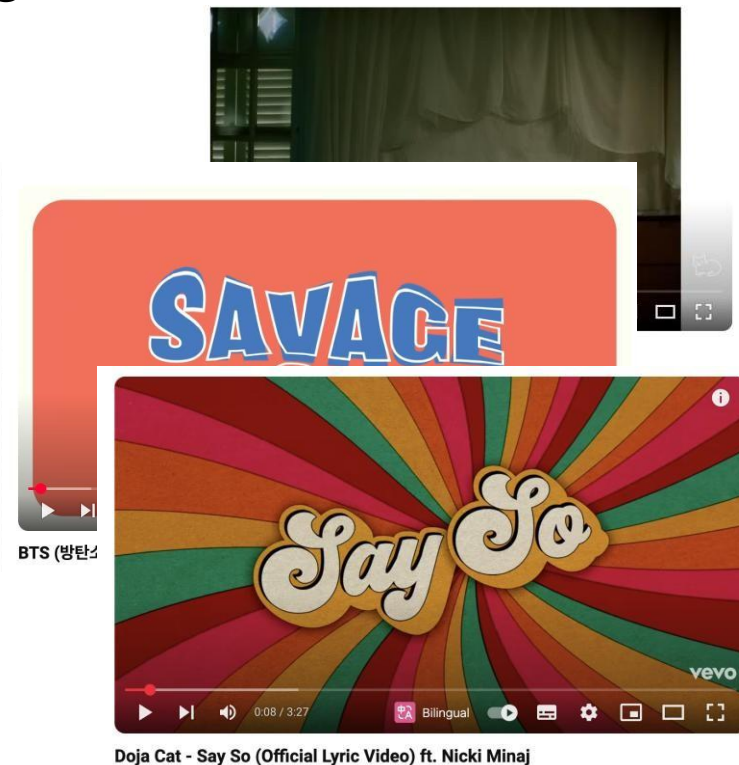 SAVAGE
BTS (방탄
Say So
vevo
0:08 / 3:27
Bilingual
Doja Cat - Say So (Official Lyric Video) ft. Nicki Minaj